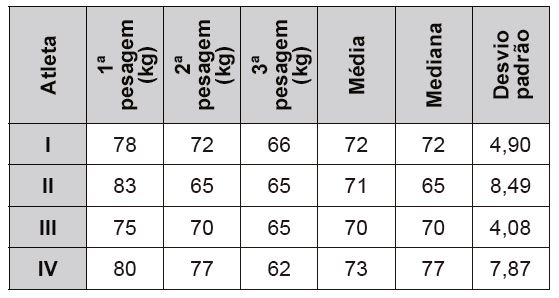 Atleta 1ª pesagem (kg) 2ª pesagem (kg) 3ª pesagem (kg) Média Mediana Desvio padrão
I 78 72 66 72 72 4,90
II 83 65 65 71 65 8,49
III 75 70 65 70 70 4,08
IV 80 77 62 73 77 7,87